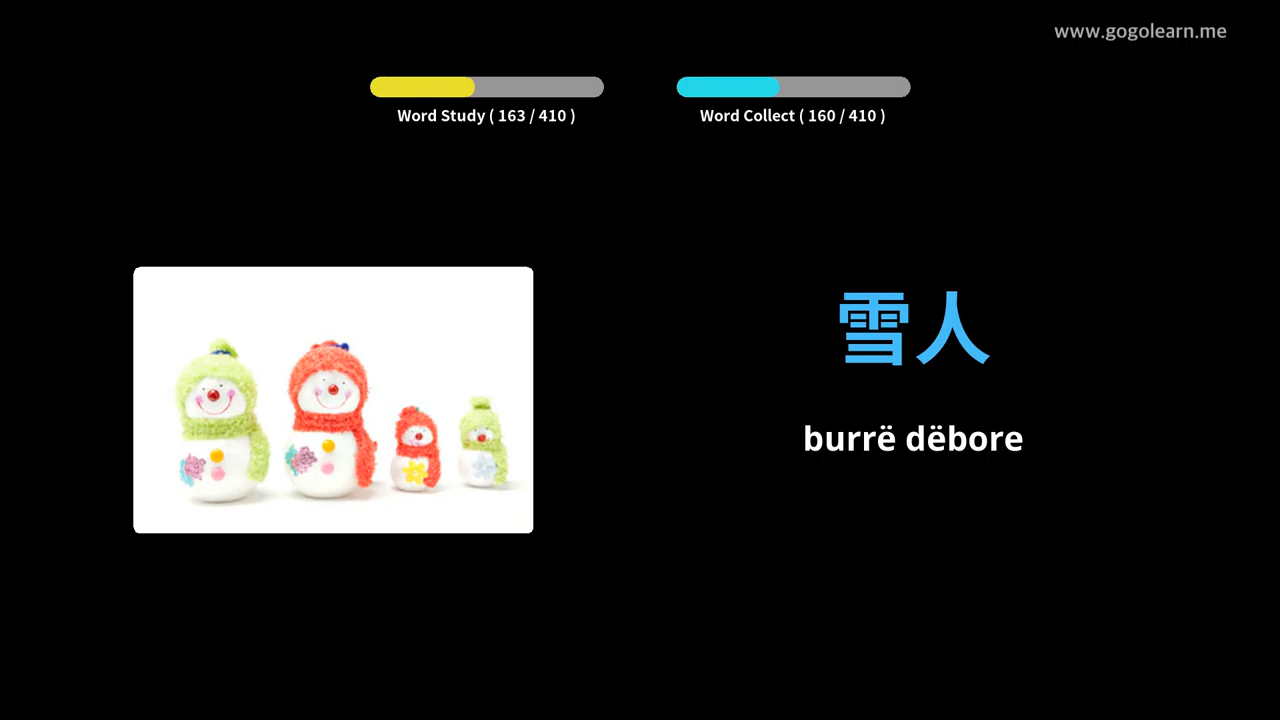 www.gogolearn.me
Word Study ( 163 / 410 )
Word Collect ( 160 / 410 )
雪人
burrë dëbore